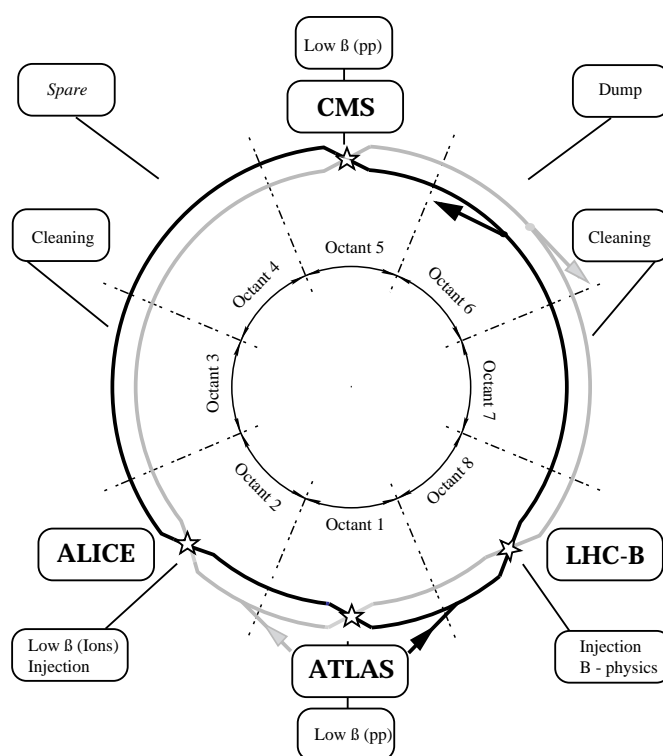 Low ß (pp)
Spare
CMS
Dump
Cleaning
Cleaning
Octant 5
Octant 4
Octant 6
Octant 3
Octant 7
Octant 2
Octant 8
Octant 1
ALICE
LHC-B
Low ß (Ions)
Injection
ATLAS
Injection
B - physics
Low ß (pp)